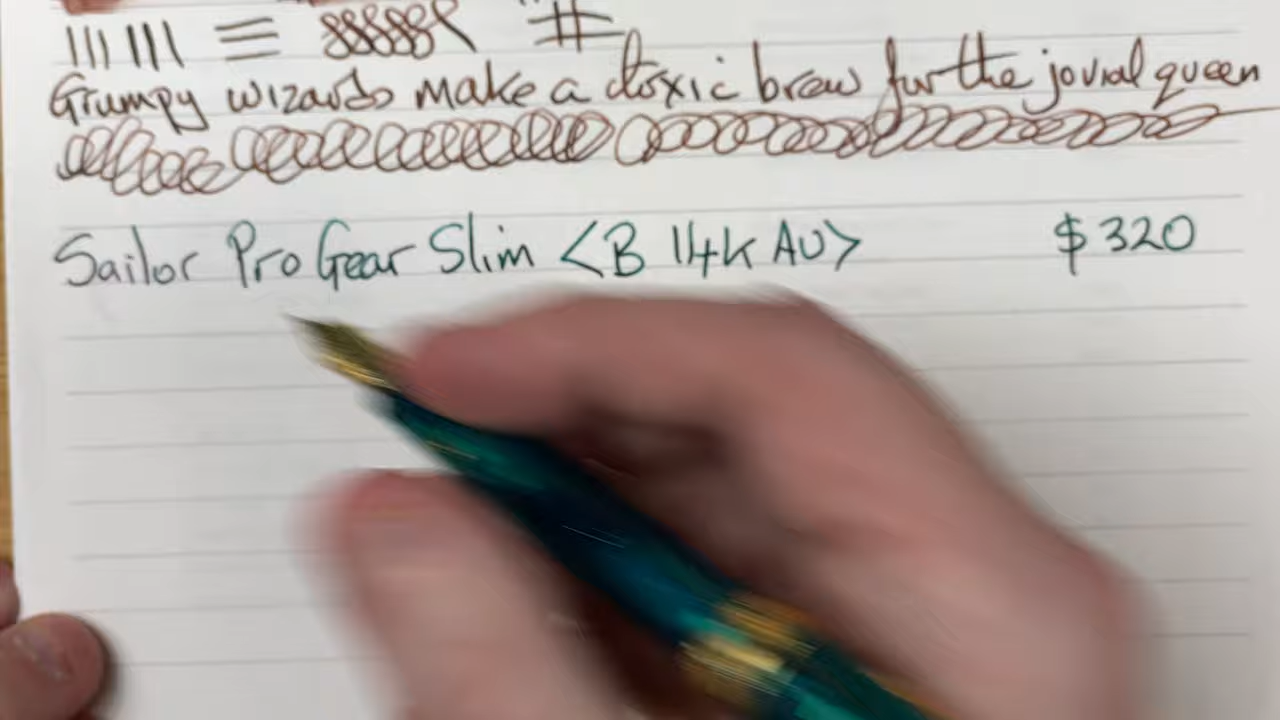 Grumpy wizards make a toxic brew for the jovial queen
Sailor Pro Gear Slim <B 14K AU> $320